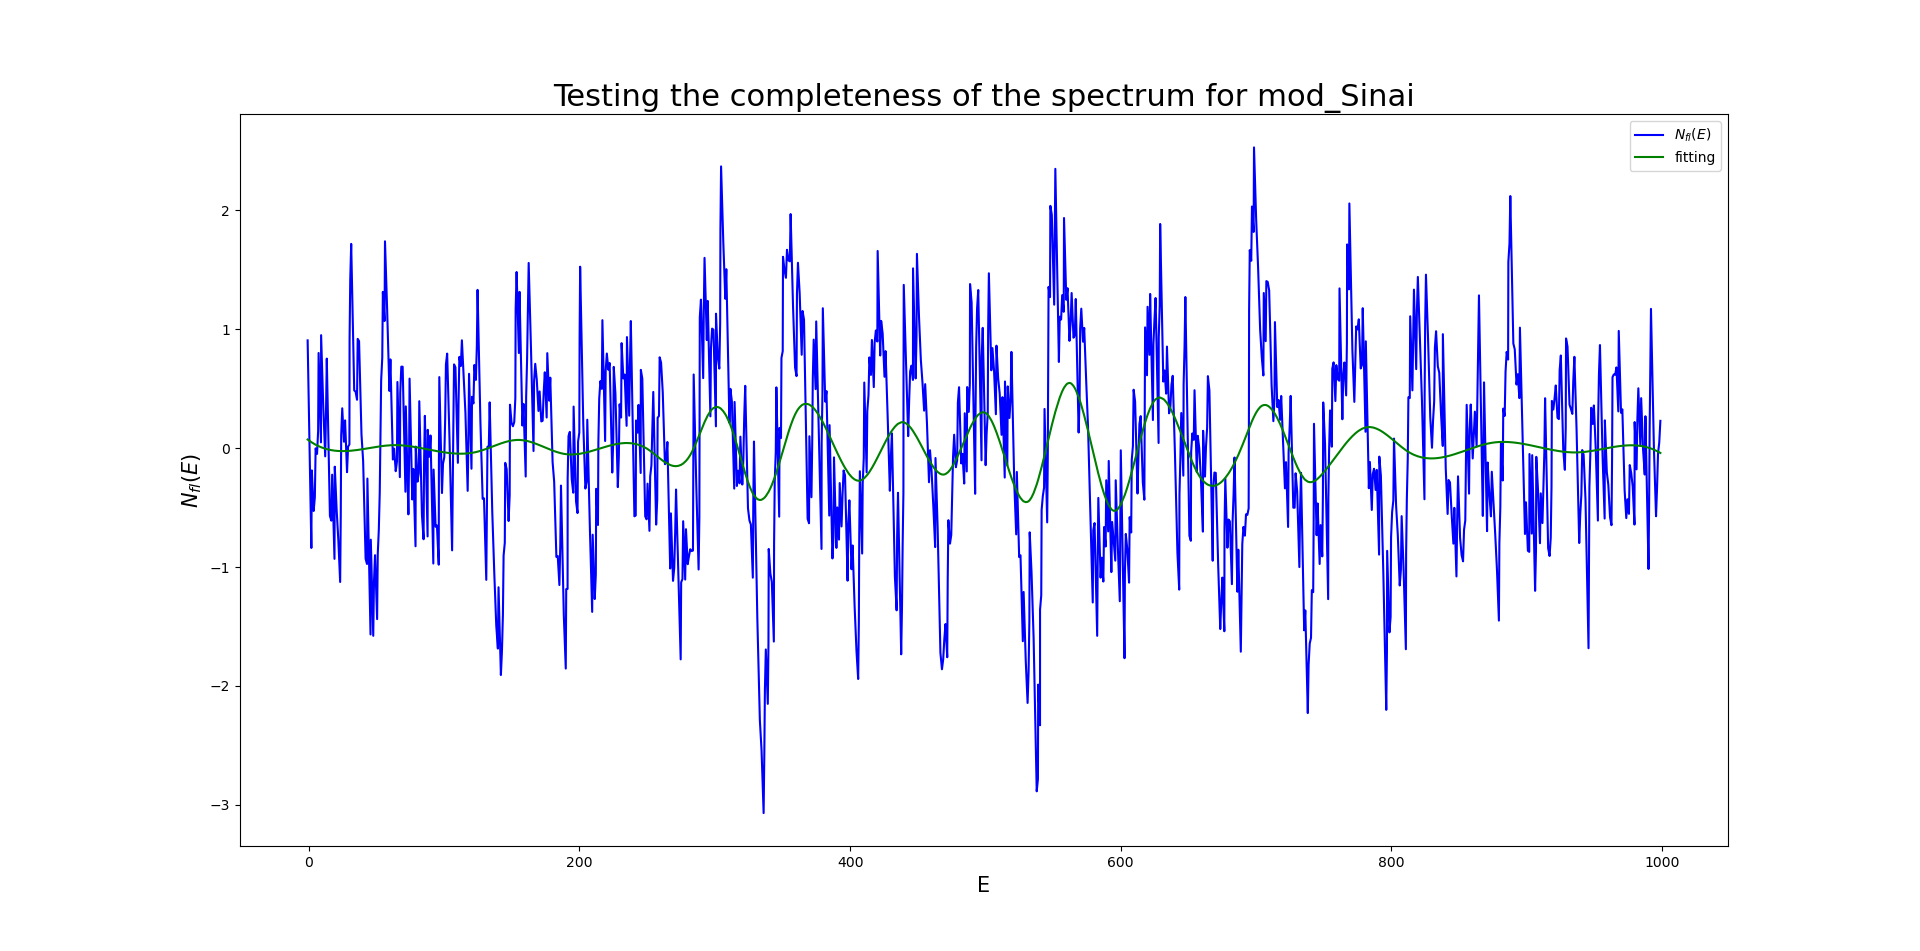 Testing the completeness of the spectrum for mod_Sinai
N_fl(E)
fitting
2
1
0
−1
−2
−3
N_fl(E)
0 200 400 600 800 1000
E